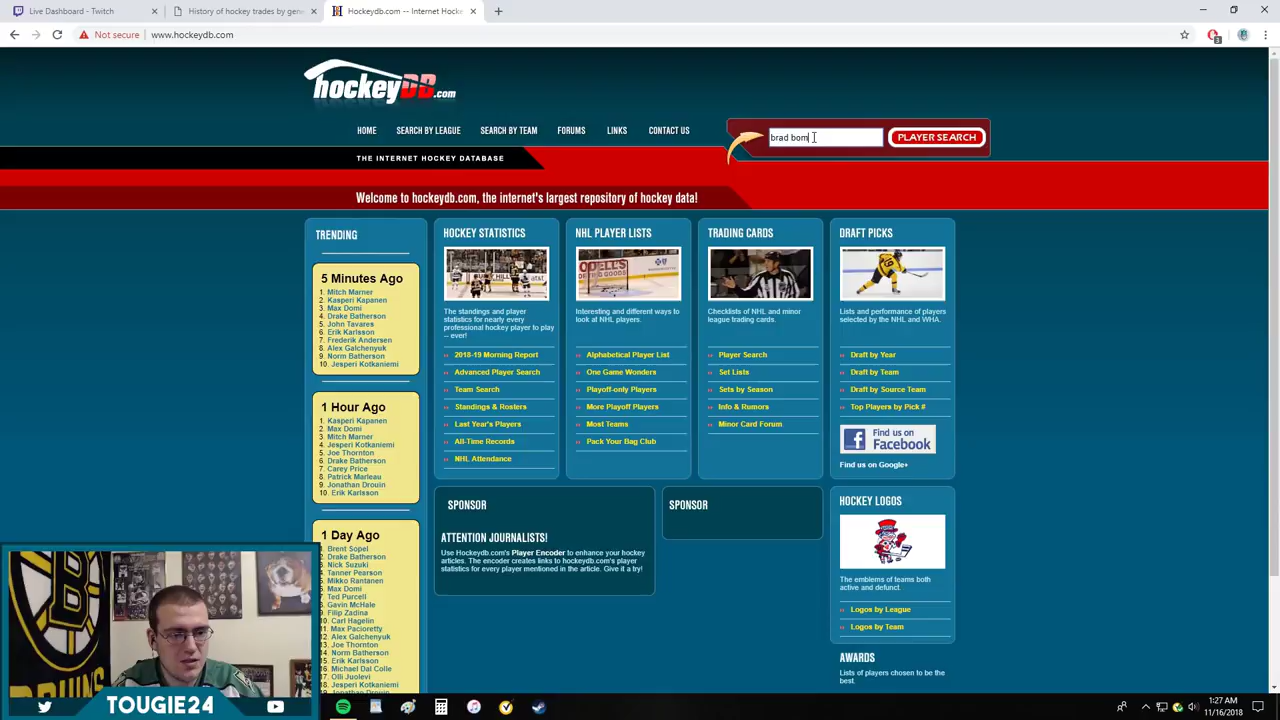 Live Dashboard - Twitch
History of hockey trades by gene
HockeyDB.com -- Internet Hockey
Not secure
www.hockeydb.com
3
hockeyDB.com
HOME
SEARCH BY LEAGUE
SEARCH BY TEAM
FORUMS
LINKS
CONTACT US
brad bom
PLAYER SEARCH
THE INTERNET HOCKEY DATABASE
Welcome to hockeydb.com, the internet's largest repository of hockey data!
TRENDING
5 Minutes Ago
1. Mitch Marner
2. Kasperi Kapanen
3. Max Domi
4. Drake Batherson
5. John Tavares
6. Erik Karlsson
7. Frederik Andersen
8. Alex Galchenyuk
9. Norm Batherson
10. Jesperi Kotkaniemi
1 Hour Ago
1. Kasperi Kapanen
2. Max Domi
3. Mitch Marner
4. Jesperi Kotkaniemi
5. Joe Thornton
6. Drake Batherson
7. Carey Price
8. Patrick Marleau
9. Jonathan Drouin
10. Erik Karlsson
1 Day Ago
1. Brent Sopel
2. Drake Batherson
3. Nick Suzuki
4. Tanner Pearson
5. Mikko Rantanen
6. Max Domi
7. Ted Purcell
8. Gavin McHale
9. Filip Zadina
10. Carl Hagelin
11. Max Pacioretty
12. Alex Galchenyuk
13. Joe Thornton
14. Norm Batherson
15. Erik Karlsson
16. Michael Dal Colle
17. Olli Juolevi
18. Jesperi Kotkaniemi
19. Jonathan Drouin
HOCKEY STATISTICS
The standings and player
statistics for nearly every
professional hockey player to play
-- ever!
2018-19 Morning Report
Advanced Player Search
Team Search
Standings & Rosters
Last Year's Players
All-Time Records
NHL Attendance
NHL PLAYER LISTS
Interesting and different ways to
look at NHL players.
Alphabetical Player List
One Game Wonders
Playoff-only Players
More Playoff Players
Most Teams
Pack Your Bag Club
TRADING CARDS
Checklists of NHL and minor
league trading cards.
Player Search
Set Lists
Sets by Season
Info & Rumors
Minor Card Forum
DRAFT PICKS
Lists and performance of players
selected by the NHL and WHA.
Draft by Year
Draft by Team
Draft by Source Team
Top Players by Pick #
Find us on
Facebook
Find us on Google+
SPONSOR
ATTENTION JOURNALISTS!
Use Hockeydb.com's Player Encoder to enhance your hockey
articles. The encoder creates links to hockeydb.com's player
statistics for every player mentioned in the article. Give it a try!
SPONSOR
HOCKEY LOGOS
The emblems of teams both
active and defunct.
Logos by League
Logos by Team
AWARDS
Lists of players chosen to be the
best.
TOUGIE24
1:27 AM
11/16/2018